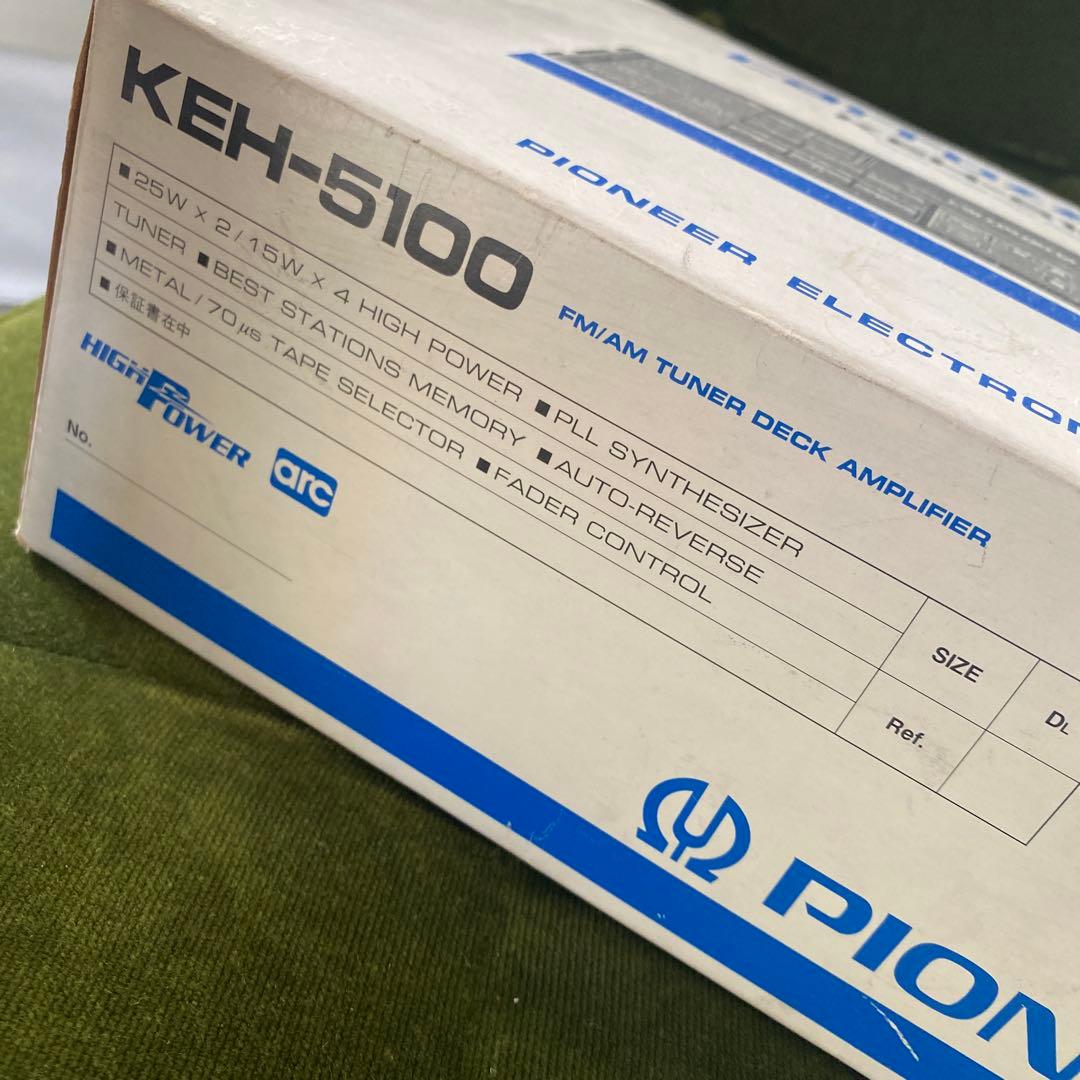 KEH-5100
FM/AM TUNER DECK AMPLIFIER
■25W × 2/15W × 4 HIGH POWER ■PLL SYNTHESIZER
TUNER ■BEST STATIONS MEMORY ■AUTO-REVERSE
■METAL/70μs TAPE SELECTOR ■FADER CONTROL
■保証書在中
HIGH POWER
arc
No.
SIZE
Ref.
PION
PIONEER ELECTRON